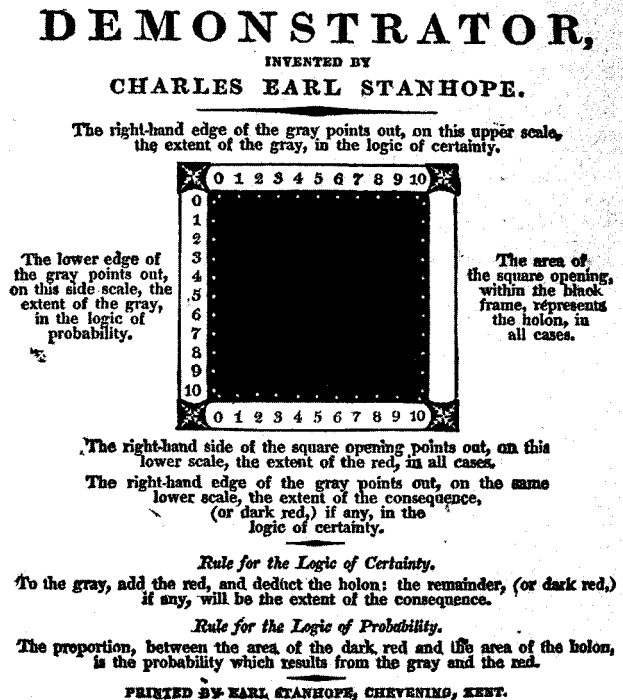 DEMONSTRATOR,
INVENTED BY
CHARLES EARL STANHOPE.
The right-hand edge of the gray points out, on this upper scale,
the extent of the gray, in the logic of certainty.
0 1 2 3 4 5 6 7 8 9 10
0
1
2
3
4
5
6
7
8
9
10
The lower edge of
the gray points out,
on this side scale, the
extent of the gray,
in the logic of
probability.
The area of
the square opening,
within the black
frame, represents
the holon, in
all cases.
0 1 2 3 4 5 6 7 8 9 10
The right-hand side of the square opening points out, on this
lower scale, the extent of the red, in all cases.
The right-hand edge of the gray points out, on the same
lower scale, the extent of the consequence,
(or dark red,) if any, in the
logic of certainty.
Rule for the Logic of Certainty.
To the gray, add the red, and deduct the holon: the remainder, (or dark red,)
if any, will be the extent of the consequence.
Rule for the Logic of Probability.
The proportion, between the area of the dark red and the area of the holon,
is the probability which results from the gray and the red.
PRINTED BY EARL STANHOPE, CHEVENING, KENT.